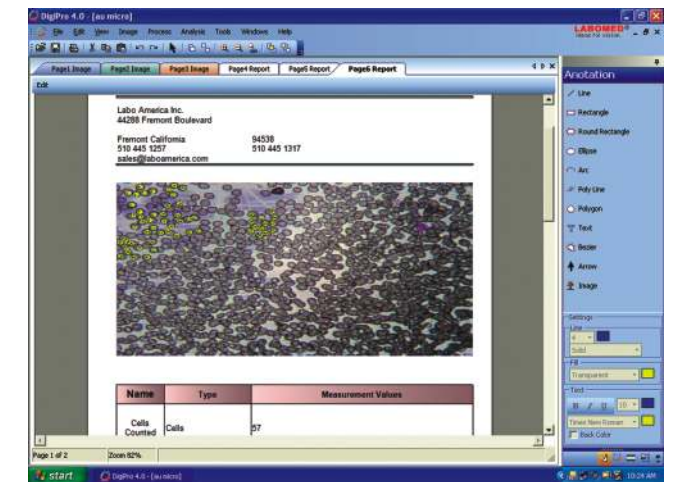 DigiPro 4.0 - [au micro]
File Edit View Image Process Analysis Tools Windows Help
LABOMED
Page1 Image Page2 Image Page3 Image Page4 Report Page5 Report Page6 Report
Edit
Anotation
Labo America Inc.
44288 Fremont Boulevard
Fremont California 94538
510 445 1257 510 445 1317
sales@laboamerica.com
Line
Rectangle
Round Rectangle
Ellipse
Arc
Poly Line
Polygon
Text
Bezier
Arrow
Image
Settings
Line
Solid
Fill
Transparent
Text
B I U 10
Times New Roman
Back Color
Name Type Measurement Values
Cells Counted Cells 57
Page 1 of 2 Zoom 82%
start DigiPro 4.0 - [au micro] 10:24 AM